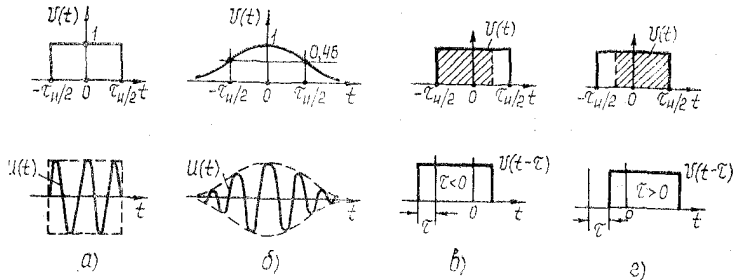 U(t)
1
-τи/2 0 τи/2 t
U(t)
1
0,46
-τи/2 0 τи/2 t
U(t)
-τи/2 0 τи/2 t
U(t)
-τи/2 0 τи/2 t
u(t)
t
u(t)
t
U(t-τ)
τ<0
τ 0 t
U(t-τ)
τ>0
τ 0 t
а) б) в) г)